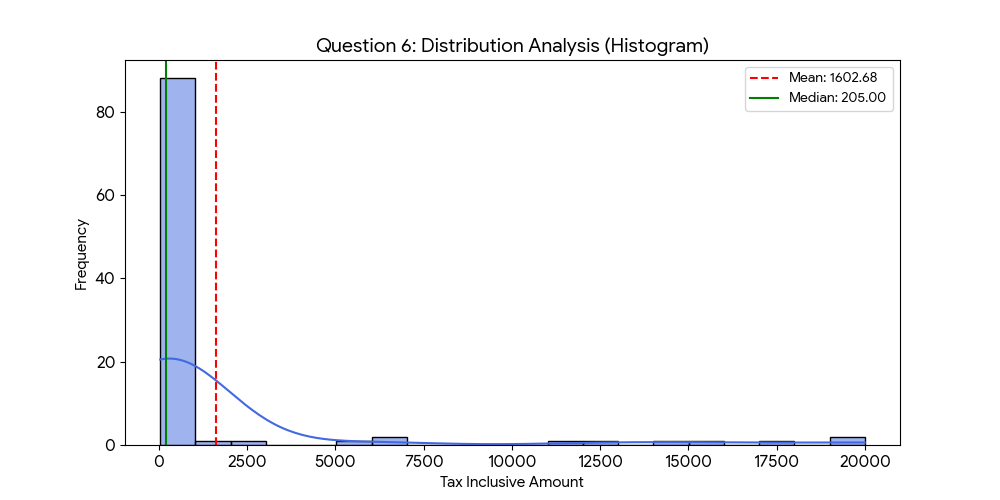 Question 6: Distribution Analysis (Histogram)
Mean: 1602.68
Median: 205.00
80
60
40
20
0
Frequency
0 2500 5000 7500 10000 12500 15000 17500 20000
Tax Inclusive Amount